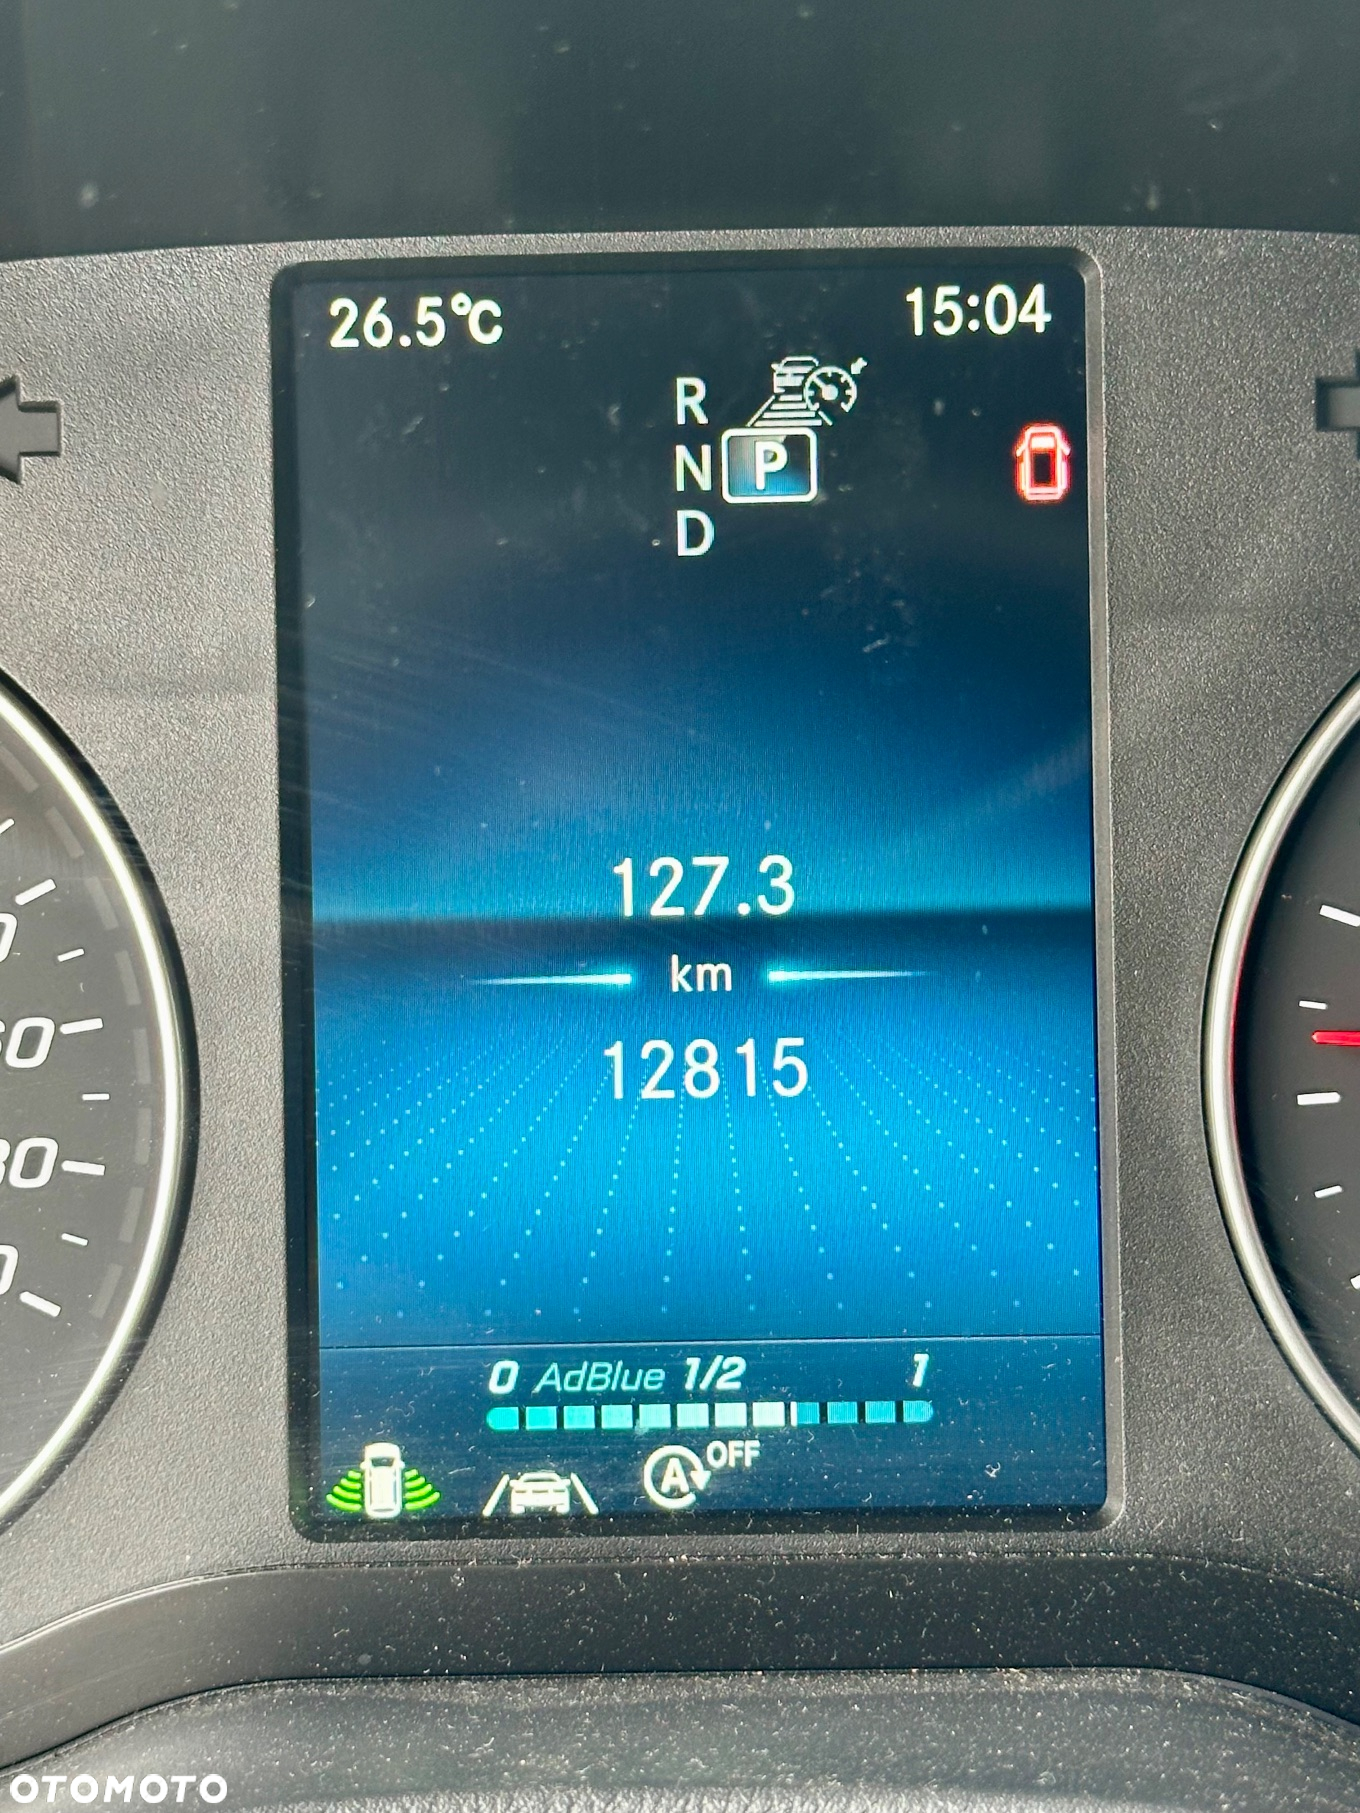 26.5°C 15:04
R
N P
D
127.3
km
12815
0 AdBlue 1/2 1
A OFF
OTOMOTO